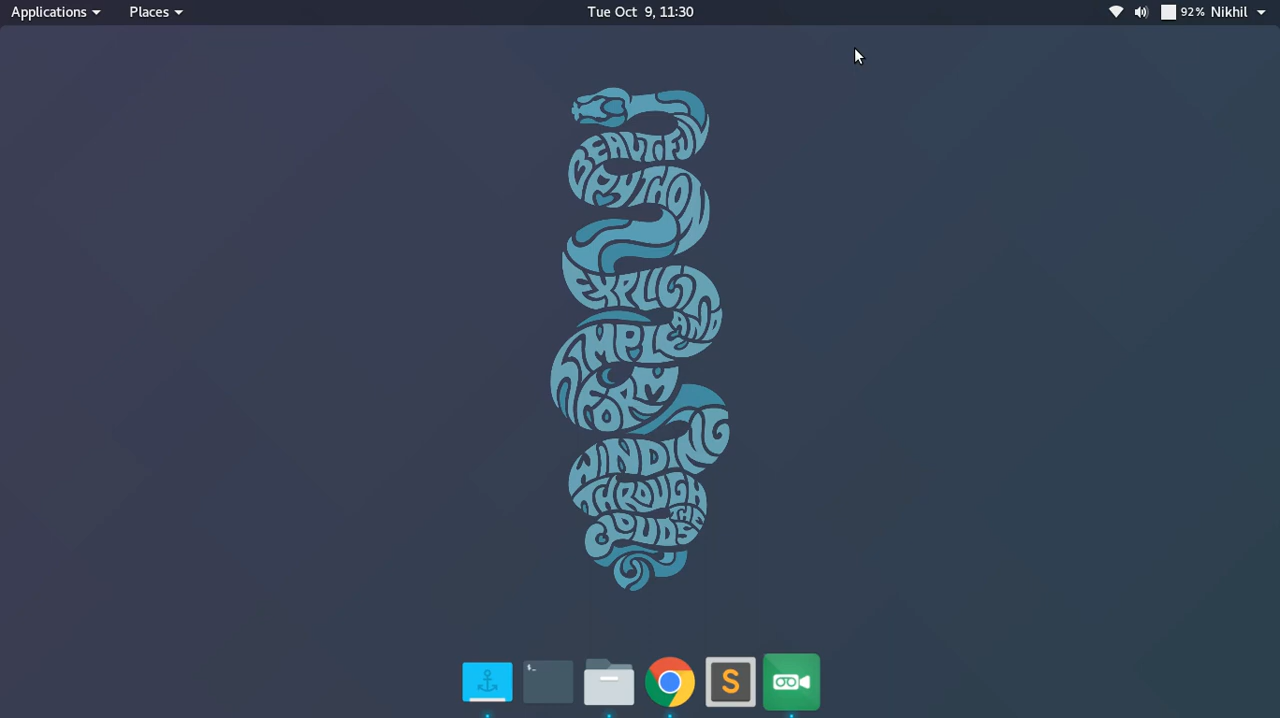 Applications Places Tue Oct 9, 11:30 92% Nikhil
BEAUTIFUL
PYTHON
EXPLICIT
AND
SIMPLE
FORM
WINDING
THROUGH
THE
CLOUDS
$_
S